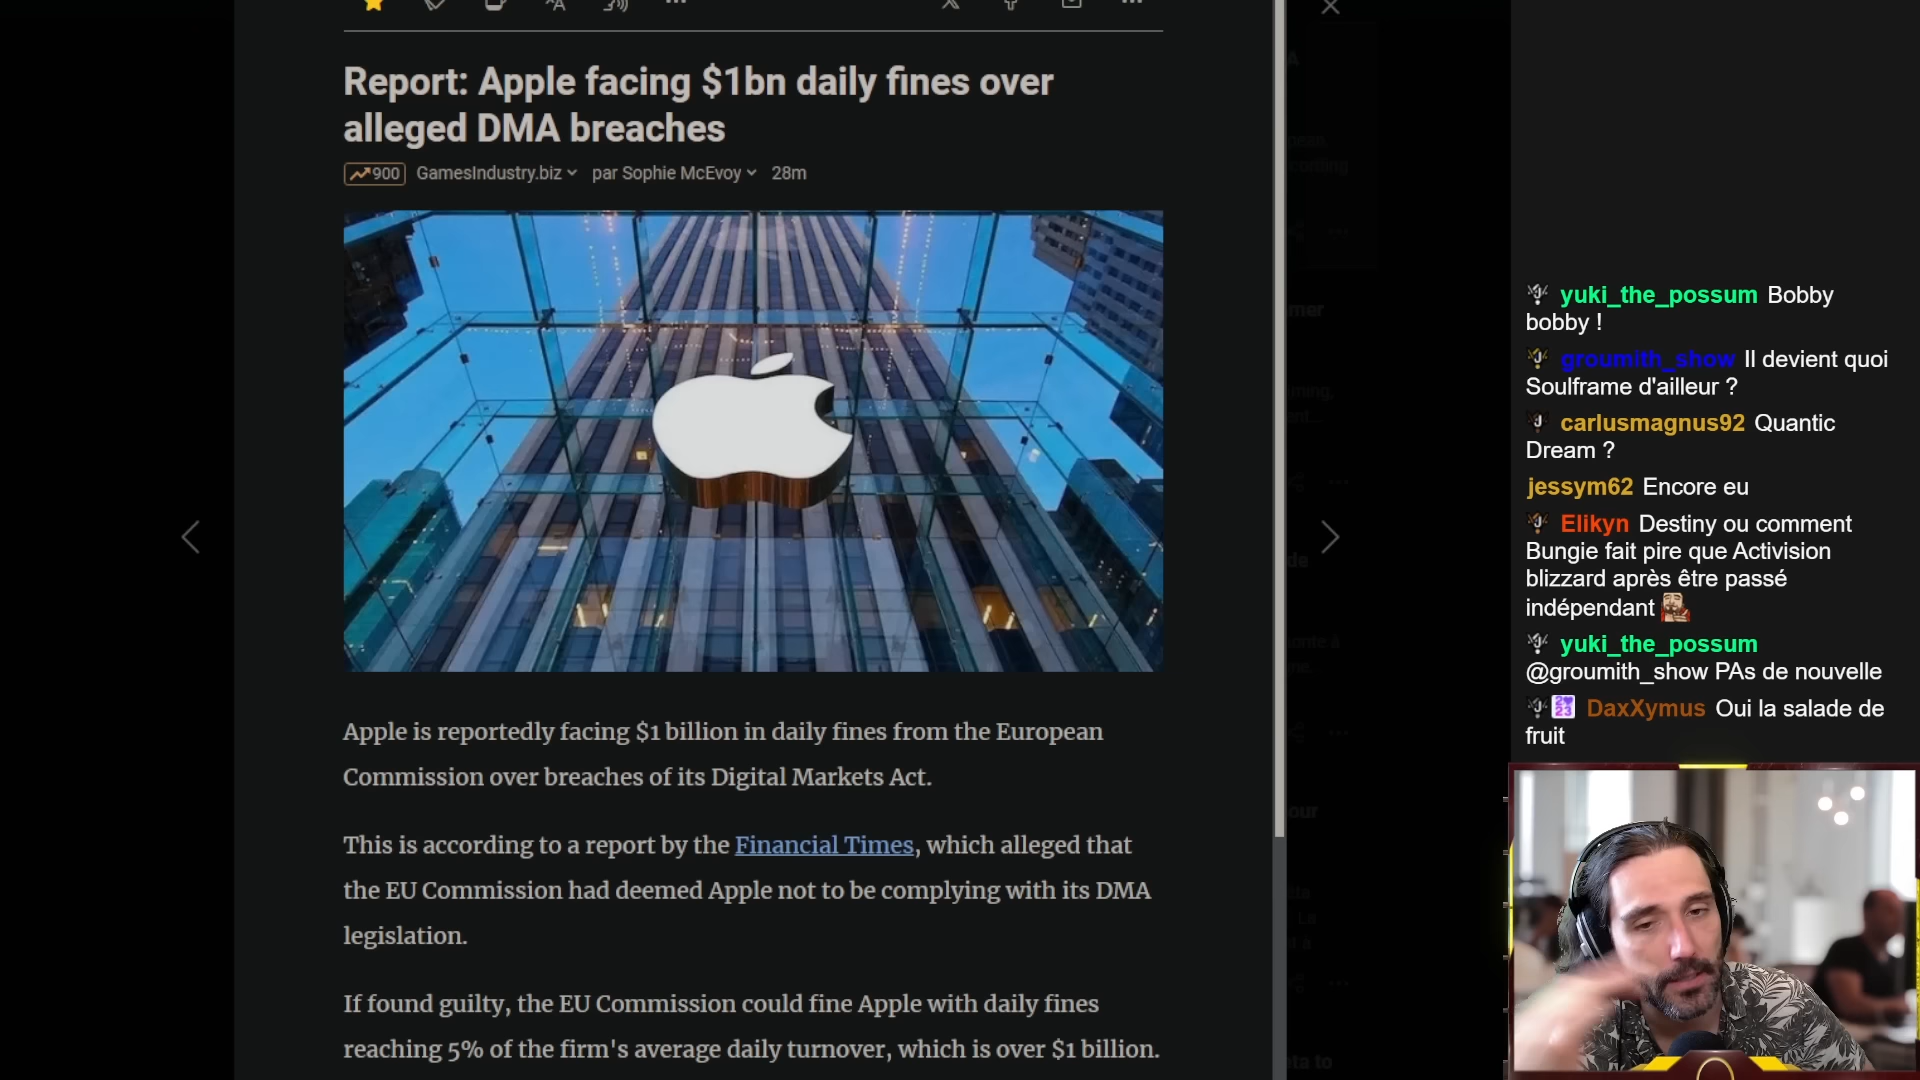 Report: Apple facing $1bn daily fines over
alleged DMA breaches
900 GamesIndustry.biz par Sophie McEvoy 28m
Apple is reportedly facing $1 billion in daily fines from the European
Commission over breaches of its Digital Markets Act.
This is according to a report by the Financial Times, which alleged that
the EU Commission had deemed Apple not to be complying with its DMA
legislation.
If found guilty, the EU Commission could fine Apple with daily fines
reaching 5% of the firm's average daily turnover, which is over $1 billion.
yuki_the_possum Bobby
bobby !
groumith_show Il devient quoi
Soulframe d'ailleur ?
carlusmagnus92 Quantic
Dream ?
jessym62 Encore eu
Elikyn Destiny ou comment
Bungie fait pire que Activision
blizzard après être passé
indépendant
yuki_the_possum
@groumith_show PAs de nouvelle
DaxXymus Oui la salade de
fruit